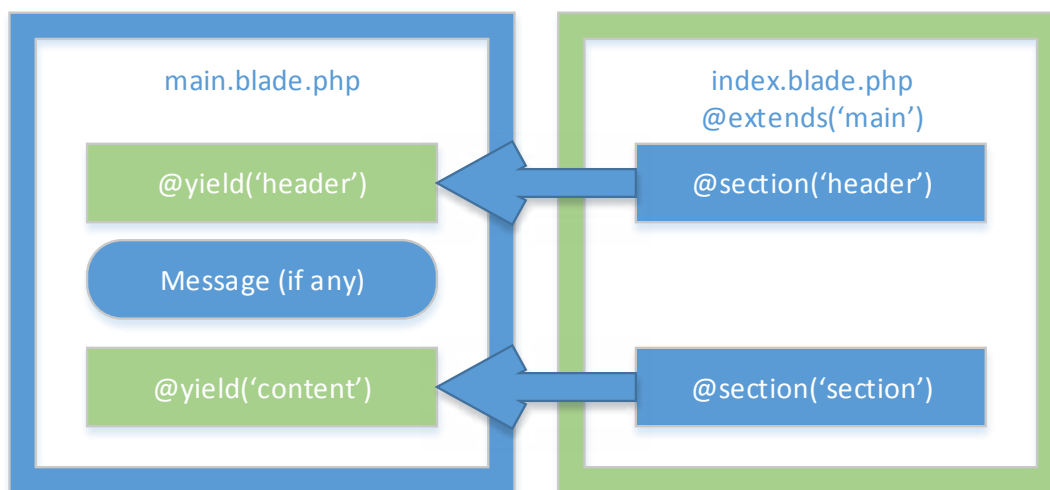 main.blade.php
@yield(‘header’)
Message (if any)
@yield(‘content’)
index.blade.php
@extends(‘main’)
@section(‘header’)
@section(‘section’)